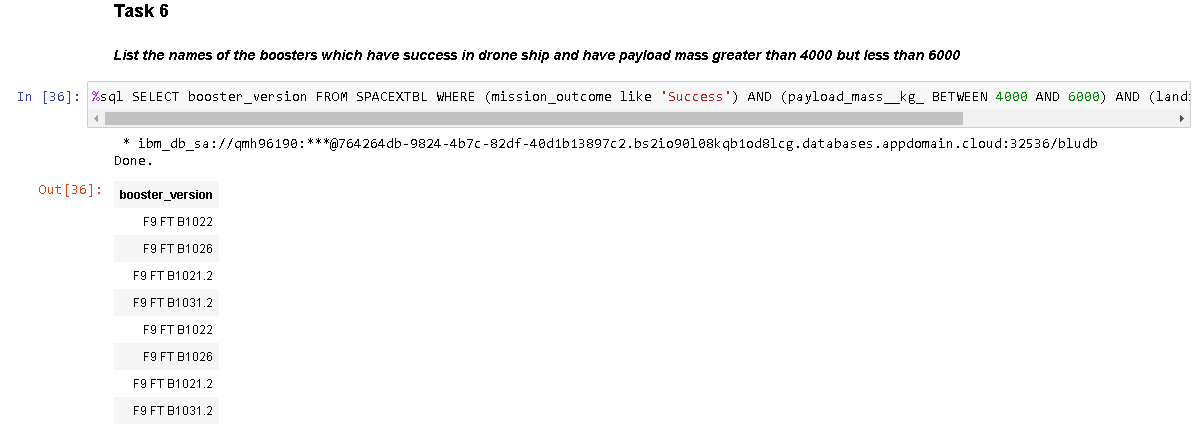 Task 6
List the names of the boosters which have success in drone ship and have payload mass greater than 4000 but less than 6000
In [36]: %sql SELECT booster_version FROM SPACEXTBL WHERE (mission_outcome like 'Success') AND (payload_mass__kg_ BETWEEN 4000 AND 6000) AND (landi
* ibm_db_sa://qmh96190:***@764264db-9824-4b7c-82df-40d1b13897c2.bs2io90l08kqb1od8lcg.databases.appdomain.cloud:32536/bludb
Done.
Out[36]: booster_version
F9 FT B1022
F9 FT B1026
F9 FT B1021.2
F9 FT B1031.2
F9 FT B1022
F9 FT B1026
F9 FT B1021.2
F9 FT B1031.2